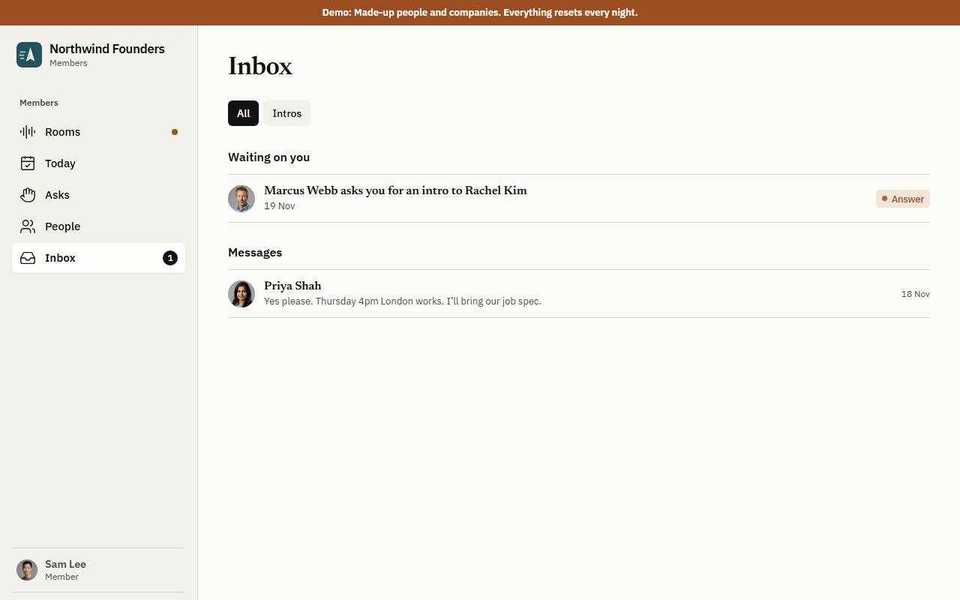 Demo: Made-up people and companies. Everything resets every night.
Northwind Founders
Members
Members
Rooms
Today
Asks
People
Inbox
1
Sam Lee
Member
Inbox
All
Intros
Waiting on you
Marcus Webb asks you for an intro to Rachel Kim
19 Nov
Answer
Messages
Priya Shah
Yes please. Thursday 4pm London works. I'll bring our job spec.
18 Nov